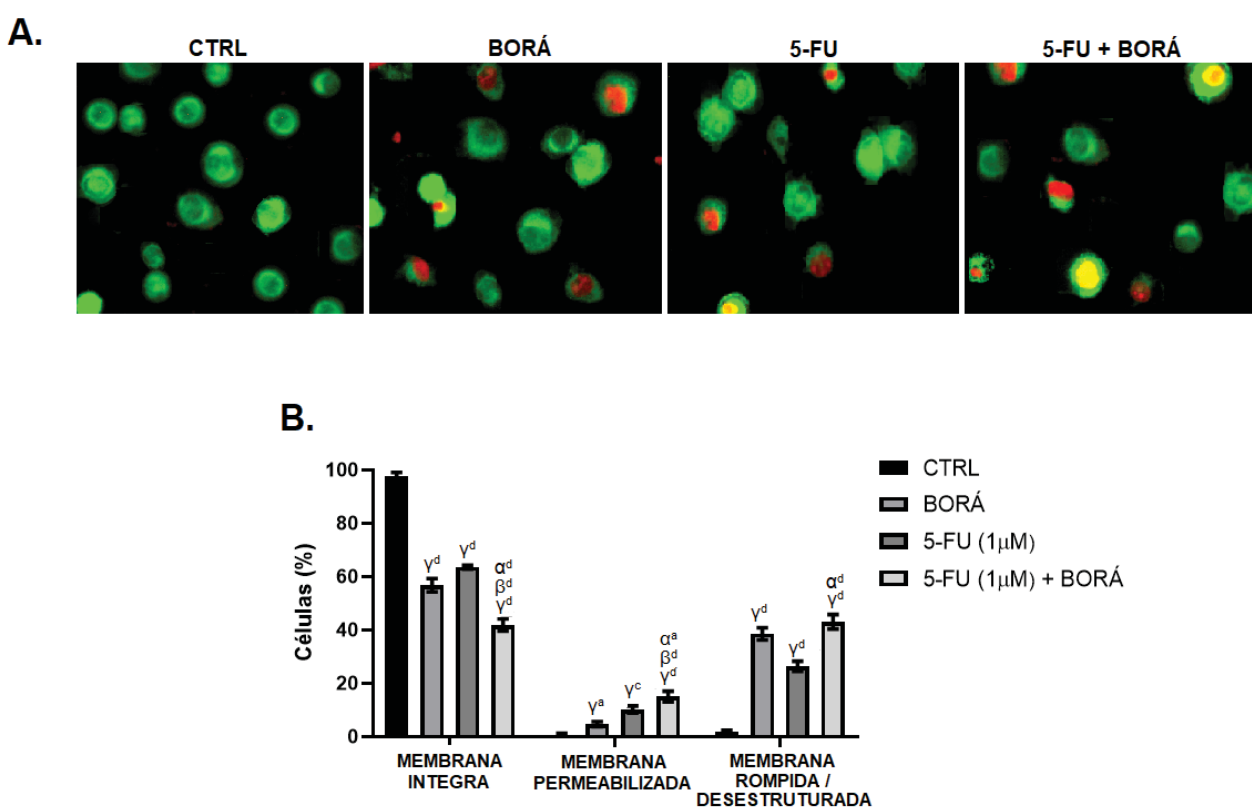 A.
CTRL
BORÁ
5-FU
5-FU + BORÁ
B.
Células (%)
100
80
60
40
20
0
γᵈ
γᵈ
αᵈ
βᵈ
γᵈ
γᵃ
γᶜ
αᵃ
βᵈ
γᵈ
γᵈ
γᵈ
αᵈ
γᵈ
MEMBRANA
INTEGRA
MEMBRANA
PERMEABILIZADA
MEMBRANA
ROMPIDA /
DESESTRUTURADA
CTRL
BORÁ
5-FU (1μM)
5-FU (1μM) + BORÁ